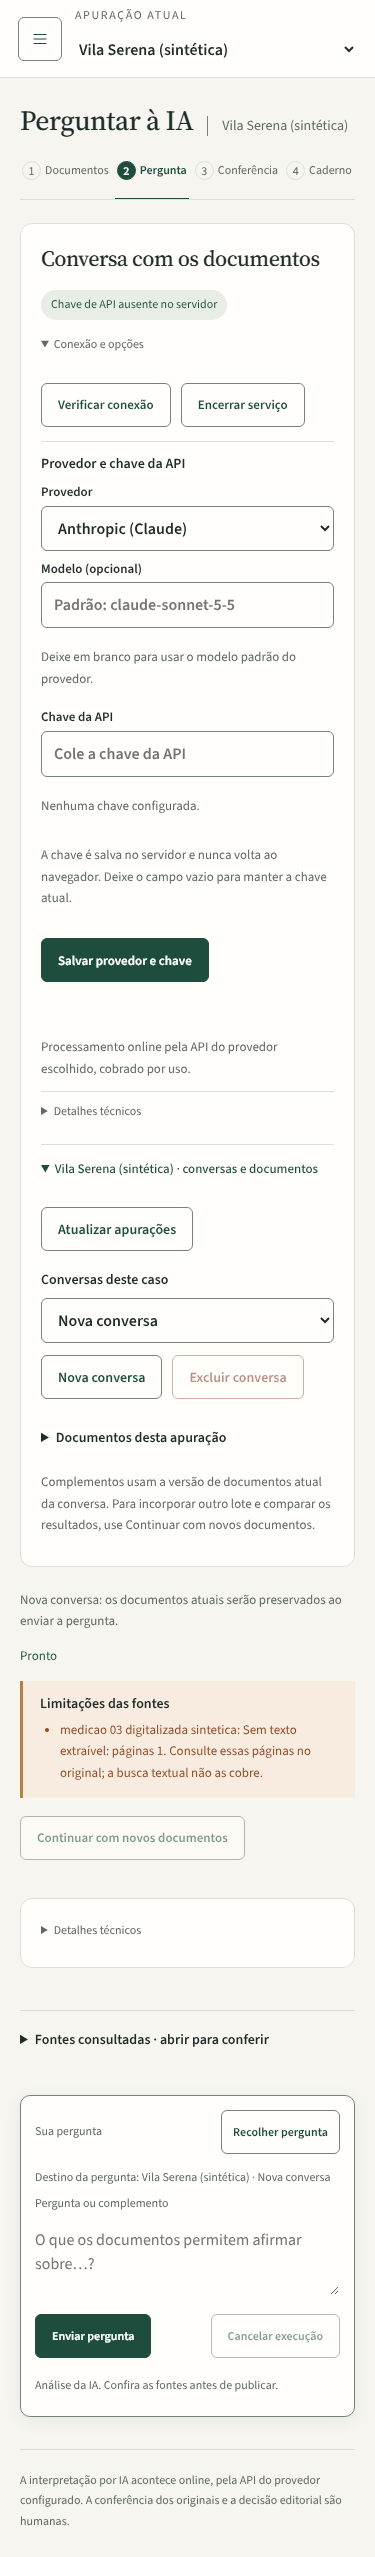 APURAÇÃO ATUAL
Vila Serena (sintética)
Perguntar à IA
Vila Serena (sintética)
1 Documentos
2 Pergunta
3 Conferência
4 Caderno
Conversa com os documentos
Chave de API ausente no servidor
Conexão e opções
Verificar conexão
Encerrar serviço
Provedor e chave da API
Provedor
Anthropic (Claude)
Modelo (opcional)
Padrão: claude-sonnet-5-5
Deixe em branco para usar o modelo padrão do
provedor.
Chave da API
Cole a chave da API
Nenhuma chave configurada.
A chave é salva no servidor e nunca volta ao
navegador. Deixe o campo vazio para manter a chave
atual.
Salvar provedor e chave
Processamento online pela API do provedor
escolhido, cobrado por uso.
Detalhes técnicos
Vila Serena (sintética) · conversas e documentos
Atualizar apurações
Conversas deste caso
Nova conversa
Nova conversa
Excluir conversa
Documentos desta apuração
Complementos usam a versão de documentos atual
da conversa. Para incorporar outro lote e comparar os
resultados, use Continuar com novos documentos.
Nova conversa: os documentos atuais serão preservados ao
enviar a pergunta.
Pronto
Limitações das fontes
• medicao 03 digitalizada sintetica: Sem texto
extraível: páginas 1. Consulte essas páginas no
original; a busca textual não as cobre.
Continuar com novos documentos
Detalhes técnicos
Fontes consultadas · abrir para conferir
Sua pergunta
Recolher pergunta
Destino da pergunta: Vila Serena (sintética) · Nova conversa
Pergunta ou complemento
O que os documentos permitem afirmar
sobre…?
Enviar pergunta
Cancelar execução
Análise da IA. Confira as fontes antes de publicar.
A interpretação por IA acontece online, pela API do provedor
configurado. A conferência dos originais e a decisão editorial são
humanas.